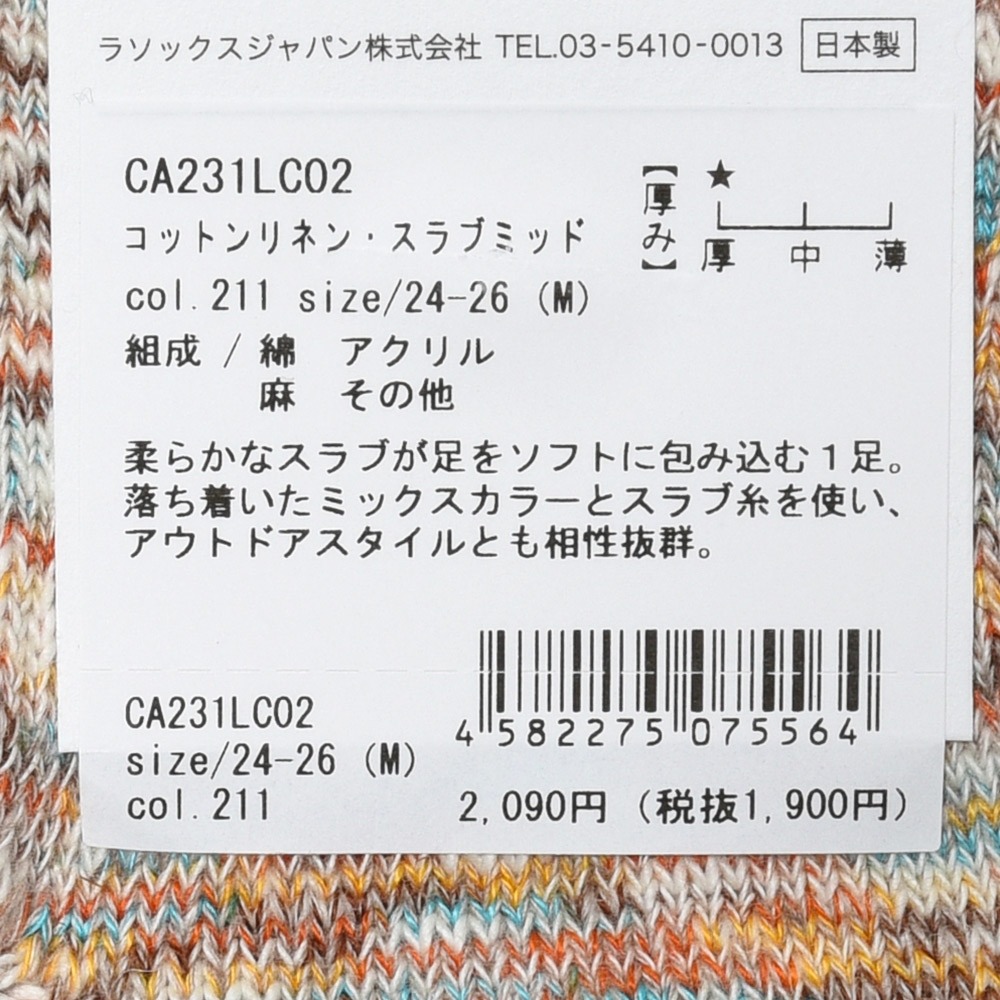 ラソックスジャパン株式会社 TEL.03-5410-0013 日本製
CA231LC02
コットンリネン・スラブミッド
col.211 size/24-26 (M)
【厚み】 ★
厚 中 薄
組成 / 綿 アクリル
麻 その他
柔らかなスラブが足をソフトに包み込む1足。
落ち着いたミックスカラーとスラブ糸を使い、
アウトドアスタイルとも相性抜群。
CA231LC02
size/24-26 (M)
col.211
4 582275 075564
2,090円 (税抜1,900円)